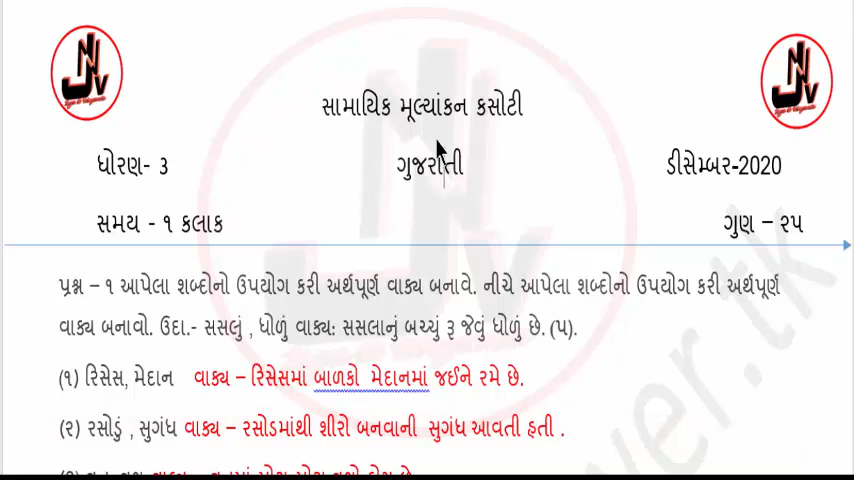 સામાયિક મૂલ્યાંકન કસોટી
ધોરણ- ૩ ગુજરાતી ડીસેમ્બર-2020
સમય - ૧ કલાક ગુણ – ૨૫
પ્રશ્ન – ૧ આપેલા શબ્દોનો ઉપયોગ કરી અર્થપૂર્ણ વાક્ય બનાવે. નીચે આપેલા શબ્દોનો ઉપયોગ કરી અર્થપૂર્ણ
વાક્ય બનાવો. ઉદા.- સસલું , ધોળું વાક્ય: સસલાનું બચ્ચું રૂ જેવું ધોળું છે. (૫).
(૧) રિસેસ, મેદાન વાક્ય – રિસેસમાં બાળકો મેદાનમાં જઈને રમે છે.
(૨) રસોડું , સુગંધ વાક્ય – રસોડમાંથી શીરો બનવાની સુગંધ આવતી હતી .